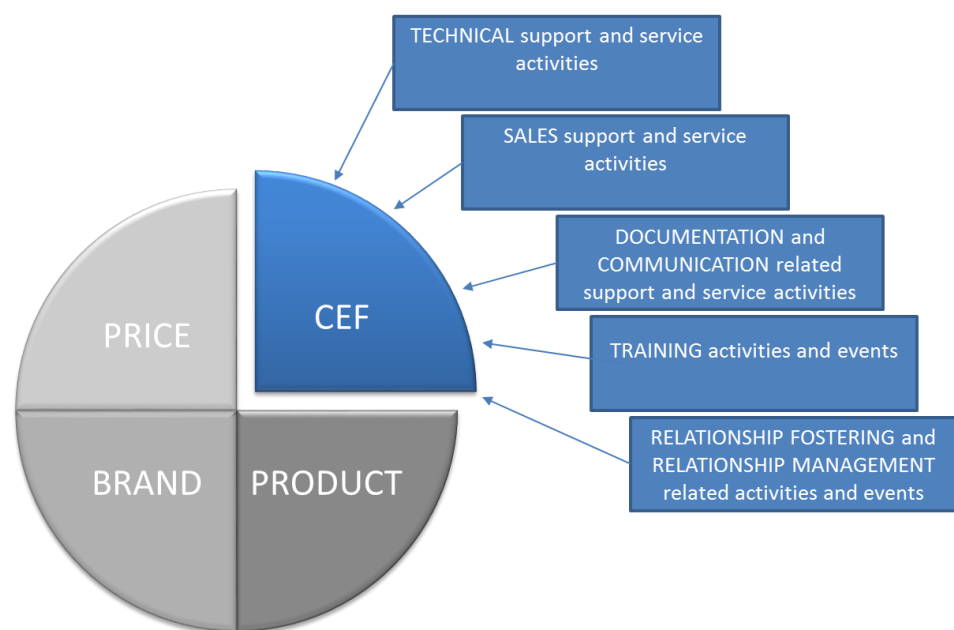 TECHNICAL support and service
activities
SALES support and service
activities
DOCUMENTATION and
COMMUNICATION related
support and service activities
TRAINING activities and events
RELATIONSHIP FOSTERING and
RELATIONSHIP MANAGEMENT
related activities and events
PRICE
CEF
BRAND
PRODUCT